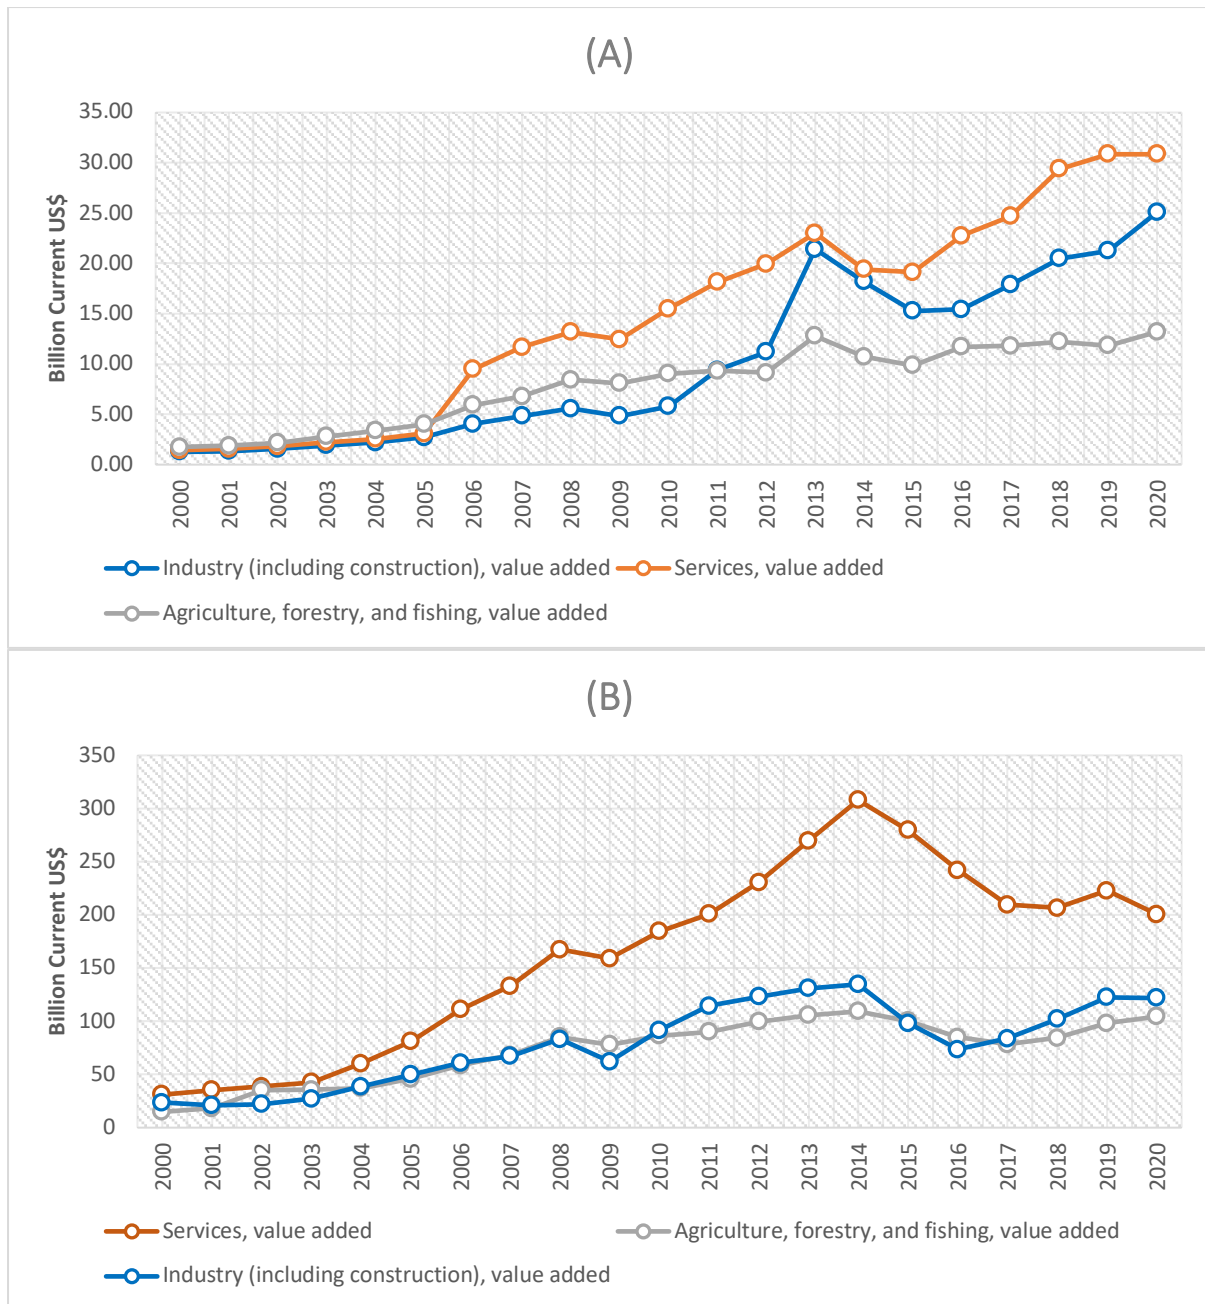 (A)
Billion Current US$
35.00
30.00
25.00
20.00
15.00
10.00
5.00
0.00
2000 2001 2002 2003 2004 2005 2006 2007 2008 2009 2010 2011 2012 2013 2014 2015 2016 2017 2018 2019 2020
Industry (including construction), value added Services, value added
Agriculture, forestry, and fishing, value added
(B)
Billion Current US$
350
300
250
200
150
100
50
0
2000 2001 2002 2003 2004 2005 2006 2007 2008 2009 2010 2011 2012 2013 2014 2015 2016 2017 2018 2019 2020
Services, value added Agriculture, forestry, and fishing, value added
Industry (including construction), value added